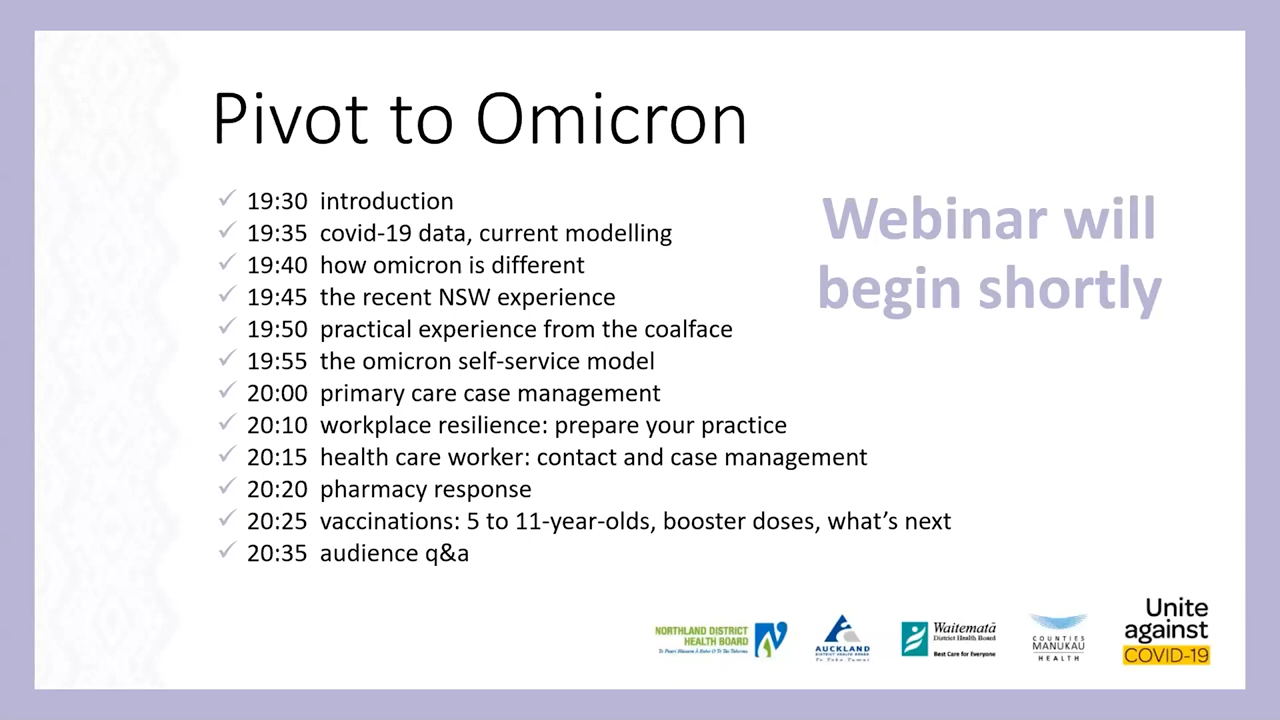 Pivot to Omicron
19:30 introduction
19:35 covid-19 data, current modelling
19:40 how omicron is different
19:45 the recent NSW experience
19:50 practical experience from the coalface
19:55 the omicron self-service model
20:00 primary care case management
20:10 workplace resilience: prepare your practice
20:15 health care worker: contact and case management
20:20 pharmacy response
20:25 vaccinations: 5 to 11-year-olds, booster doses, what’s next
20:35 audience q&a
Webinar will
begin shortly
NORTHLAND DISTRICT
HEALTH BOARD
AUCKLAND
DISTRICT HEALTH BOARD
Waitematā
District Health Board
Best Care for Everyone
COUNTIES
MANUKAU
HEALTH
Unite
against
COVID-19